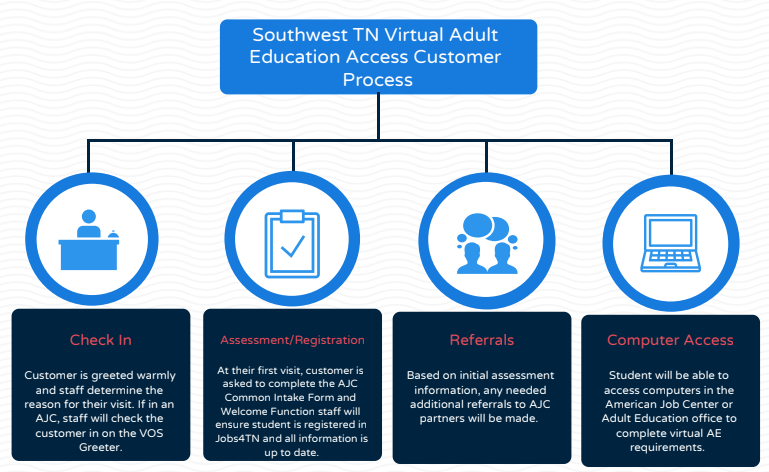 Southwest TN Virtual Adult
Education Access Customer
Process
Check In
Customer is greeted warmly
and staff determine the
reason for their visit. If in an
AJC, staff will check the
customer in on the VOS
Greeter.
Assessment/Registration
At their first visit, customer is
asked to complete the AJC
Common Intake Form and
Welcome Function staff will
ensure student is registered in
Jobs4TN and all information is
up to date.
Referrals
Based on initial assessment
information, any needed
additional referrals to AJC
partners will be made.
Computer Access
Student will be able to
access computers in the
American Job Center or
Adult Education office to
complete virtual AE
requirements.